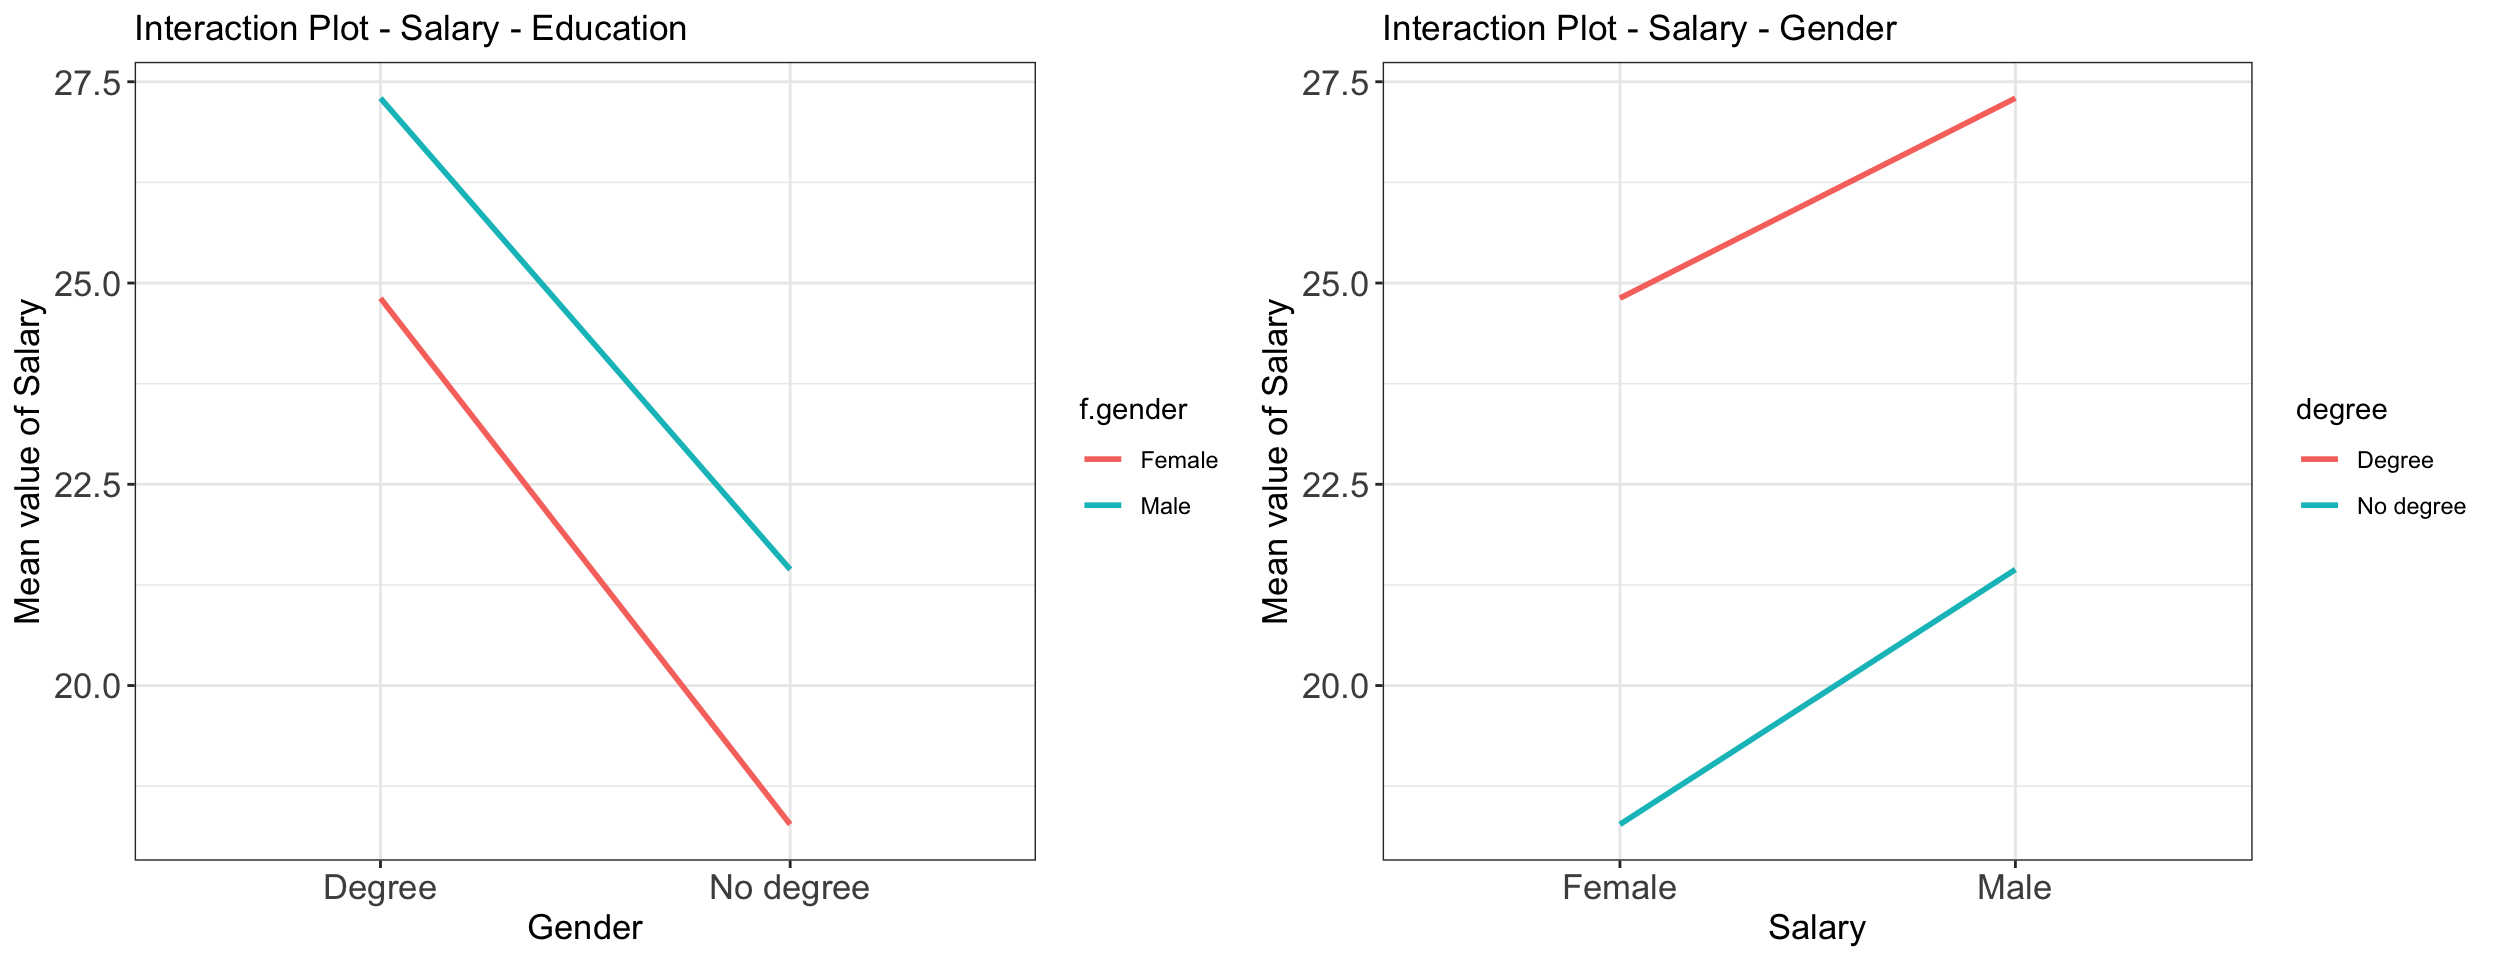 Interaction Plot - Salary - Education
Mean value of Salary
27.5
25.0
22.5
20.0
Degree
No degree
Gender
f.gender
Female
Male
Interaction Plot - Salary - Gender
Mean value of Salary
27.5
25.0
22.5
20.0
Female
Male
Salary
degree
Degree
No degree